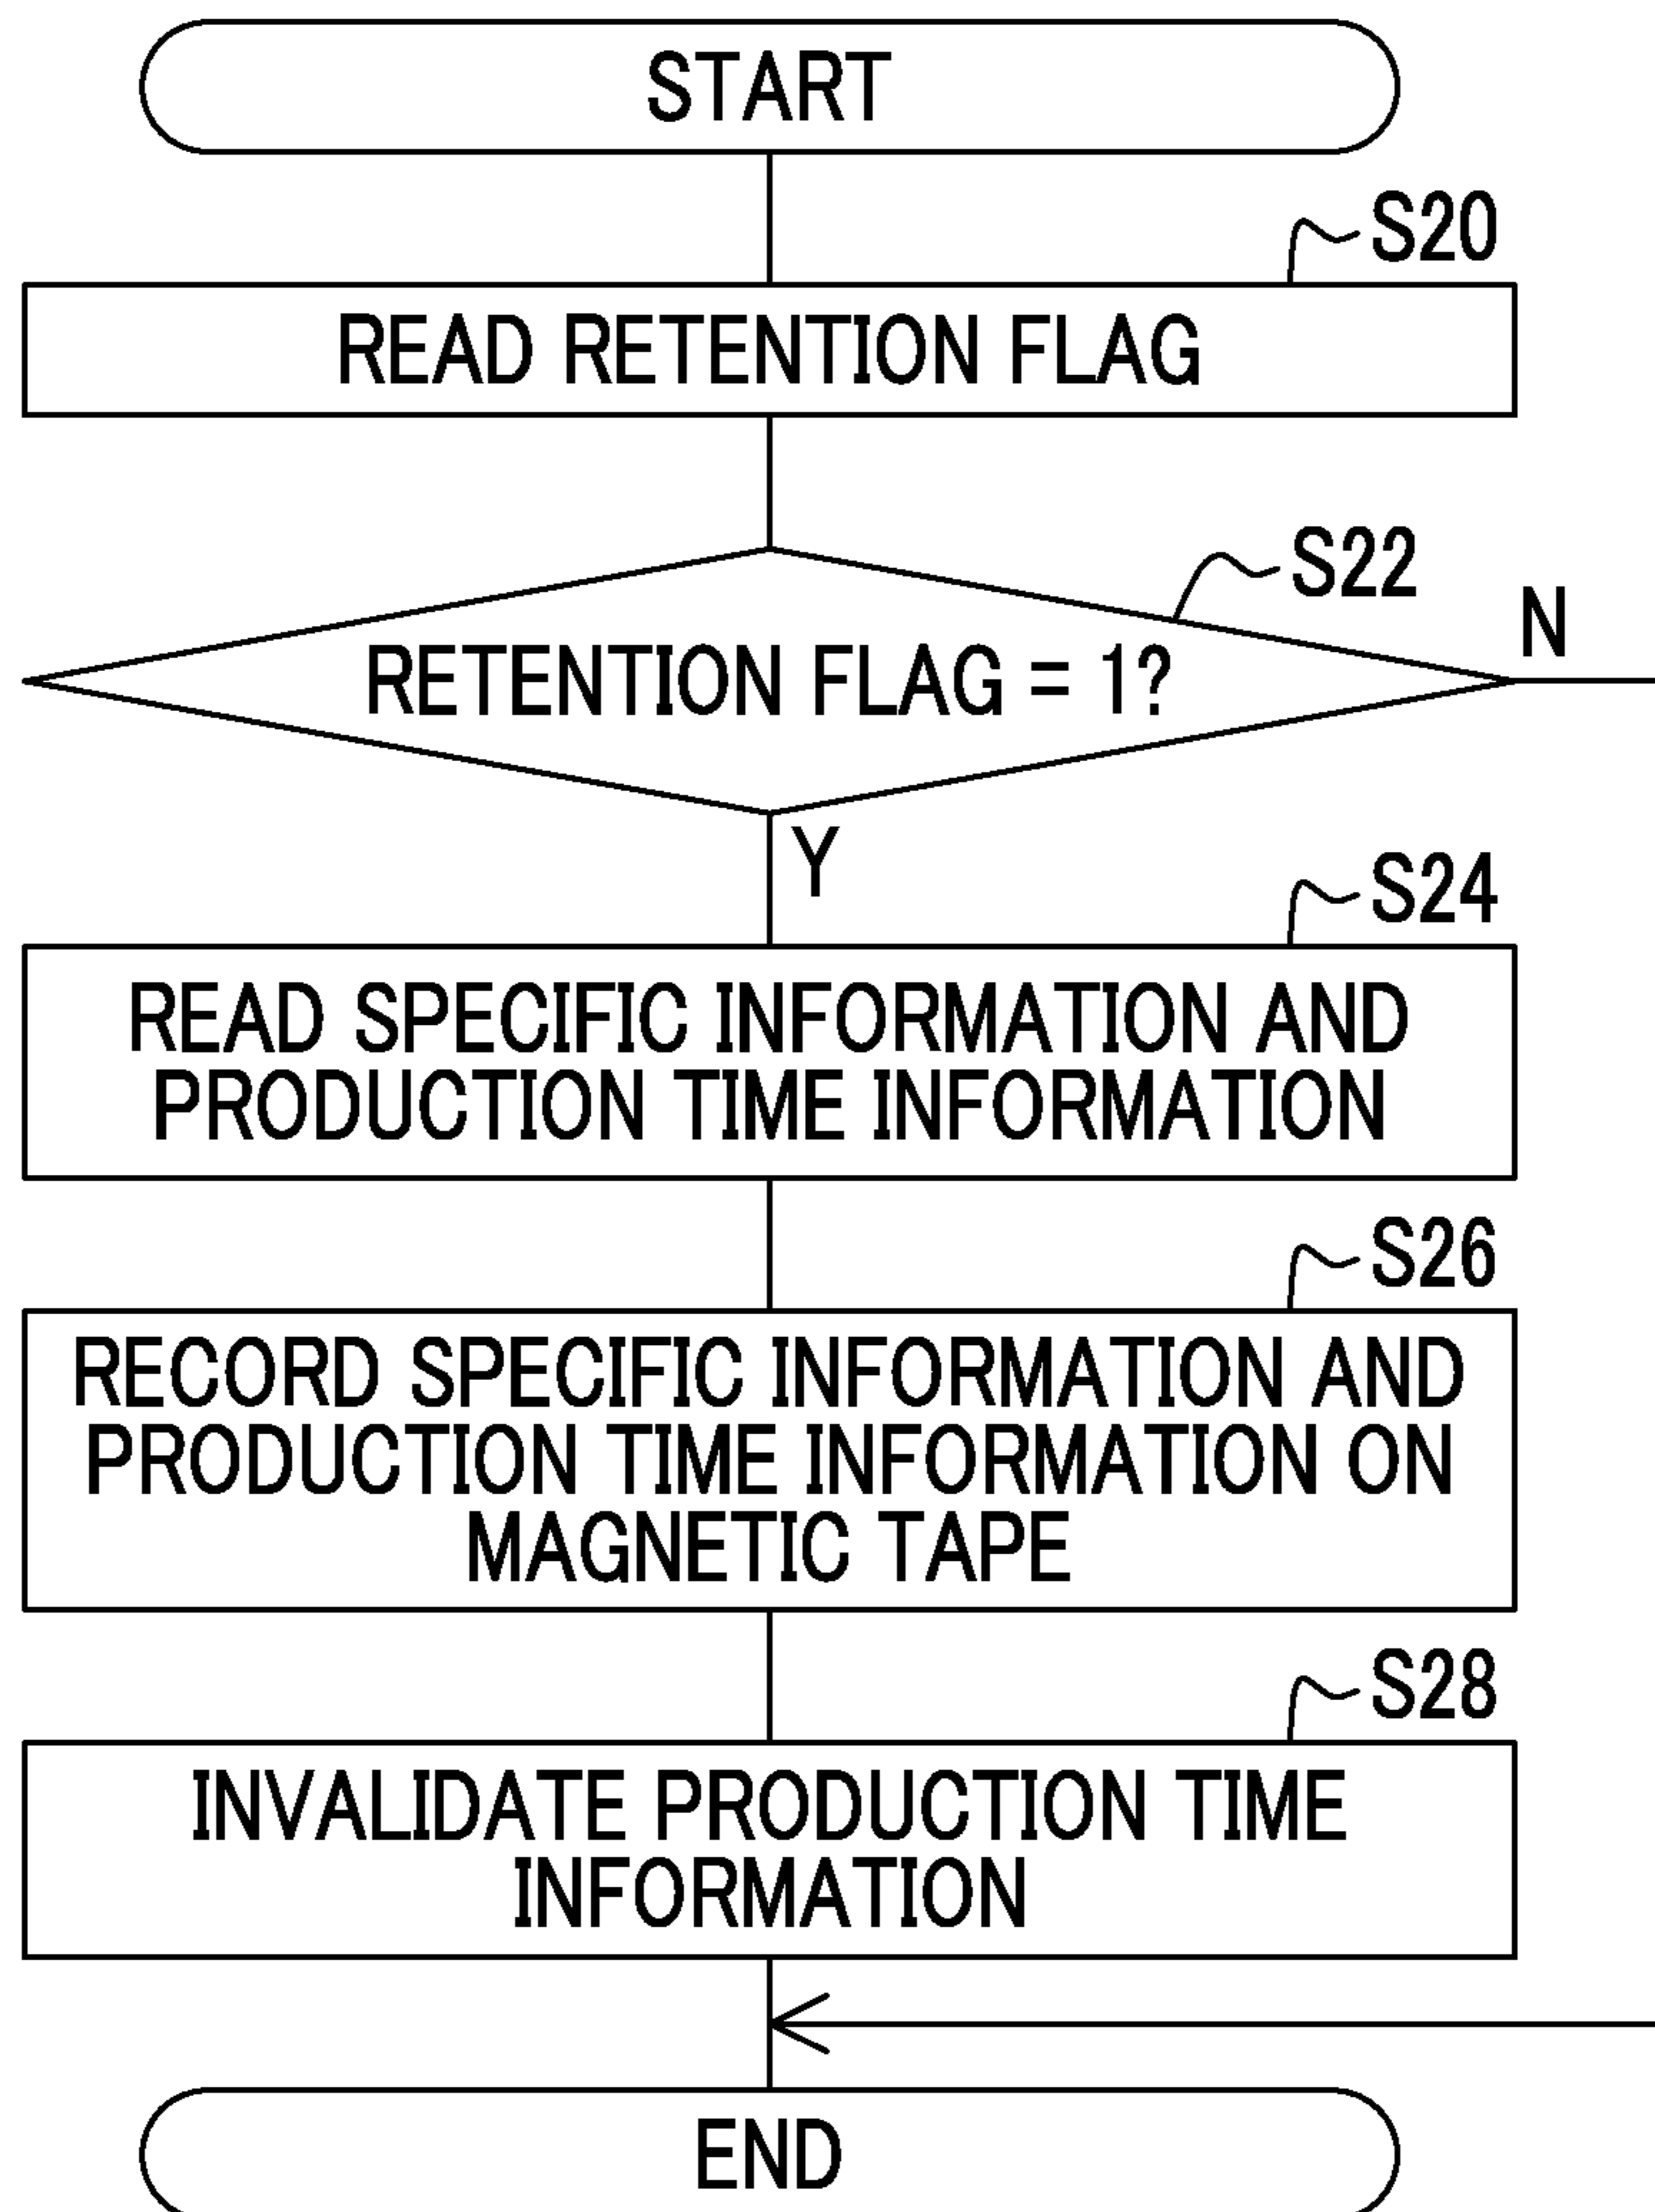 START
S20
READ RETENTION FLAG
S22
RETENTION FLAG = 1?
N
Y
S24
READ SPECIFIC INFORMATION AND
PRODUCTION TIME INFORMATION
S26
RECORD SPECIFIC INFORMATION AND
PRODUCTION TIME INFORMATION ON
MAGNETIC TAPE
S28
INVALIDATE PRODUCTION TIME
INFORMATION
END